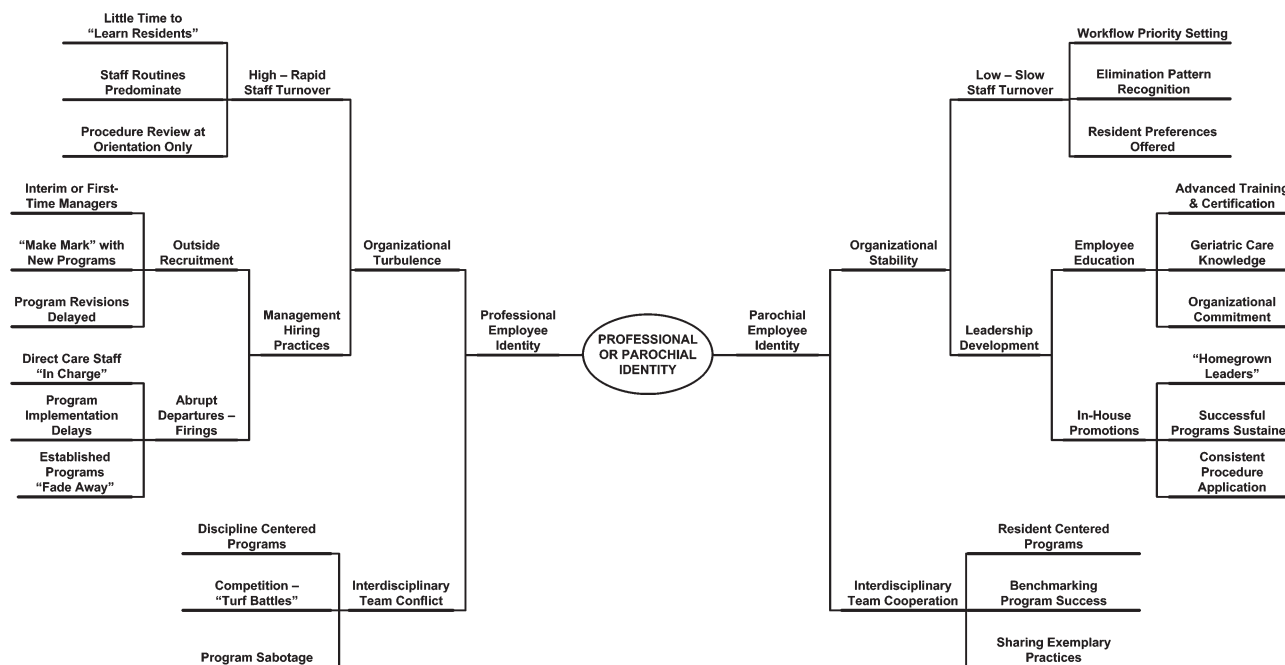 Little Time to
“Learn Residents”
Staff Routines
Predominate
Procedure Review at
Orientation Only
High – Rapid
Staff Turnover
Interim or First-
Time Managers
“Make Mark” with
New Programs
Program Revisions
Delayed
Outside
Recruitment
Direct Care Staff
“In Charge”
Program
Implementation
Delays
Established
Programs
“Fade Away”
Abrupt
Departures –
Firings
Management
Hiring
Practices
Organizational
Turbulence
Discipline Centered
Programs
Competition –
“Turf Battles”
Program Sabotage
Interdisciplinary
Team Conflict
Professional
Employee
Identity
PROFESSIONAL
OR PAROCHIAL
IDENTITY
Parochial
Employee
Identity
Organizational
Stability
Low – Slow
Staff Turnover
Workflow Priority Setting
Elimination Pattern
Recognition
Resident Preferences
Offered
Leadership
Development
Employee
Education
Advanced Training
& Certification
Geriatric Care
Knowledge
Organizational
Commitment
In-House
Promotions
“Homegrown
Leaders”
Successful
Programs Sustaine
Consistent
Procedure
Application
Interdisciplinary
Team Cooperation
Resident Centered
Programs
Benchmarking
Program Success
Sharing Exemplary
Practices